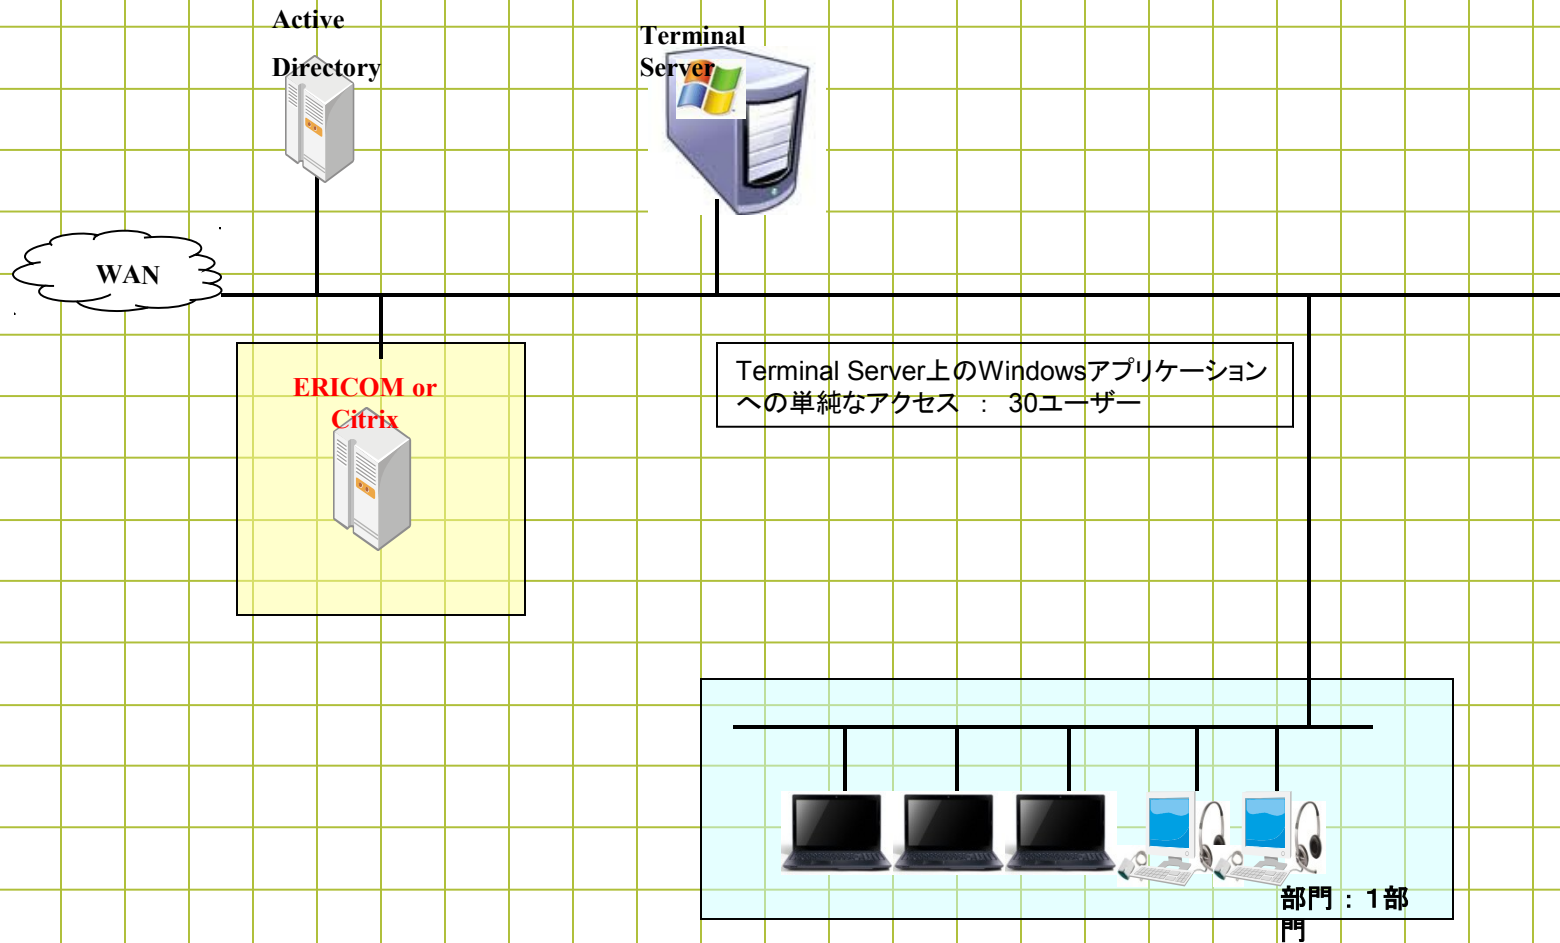 Active
Directory
Terminal
Server
WAN
ERICOM or
Citrix
Terminal Server上のWindowsアプリケーション
への単純なアクセス ： 30ユーザー
部門：１部
門